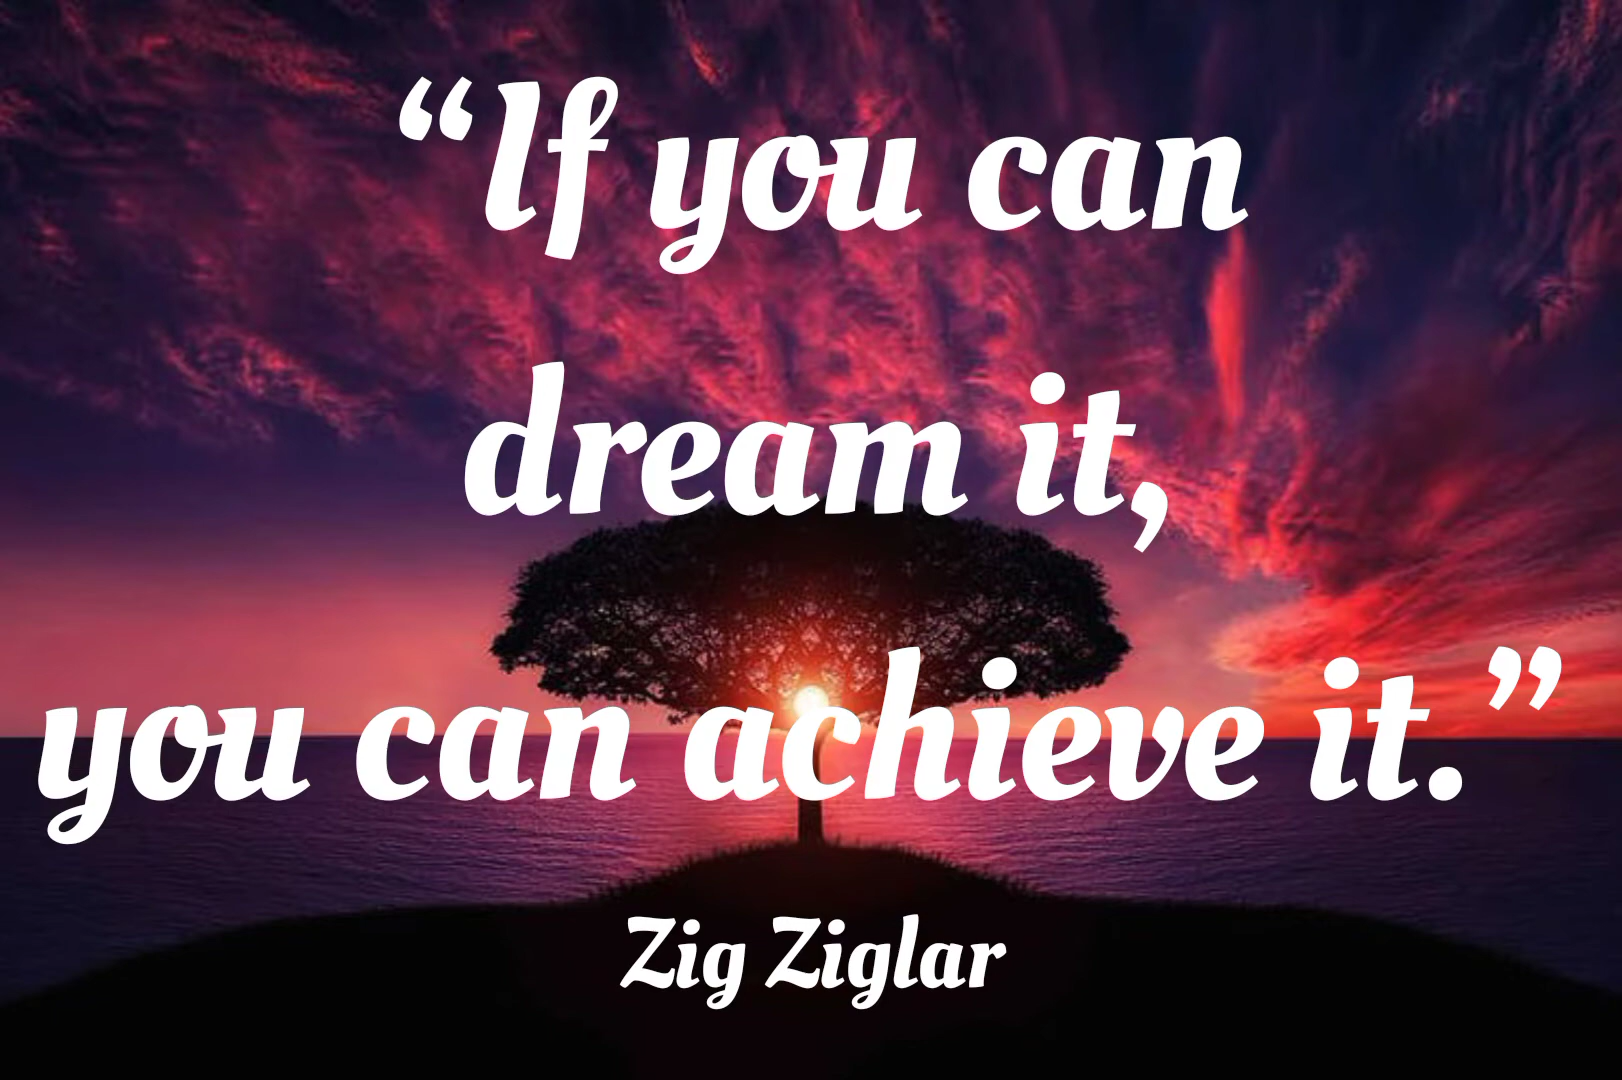 “If you can
dream it,
you can achieve it.”
Zig Ziglar